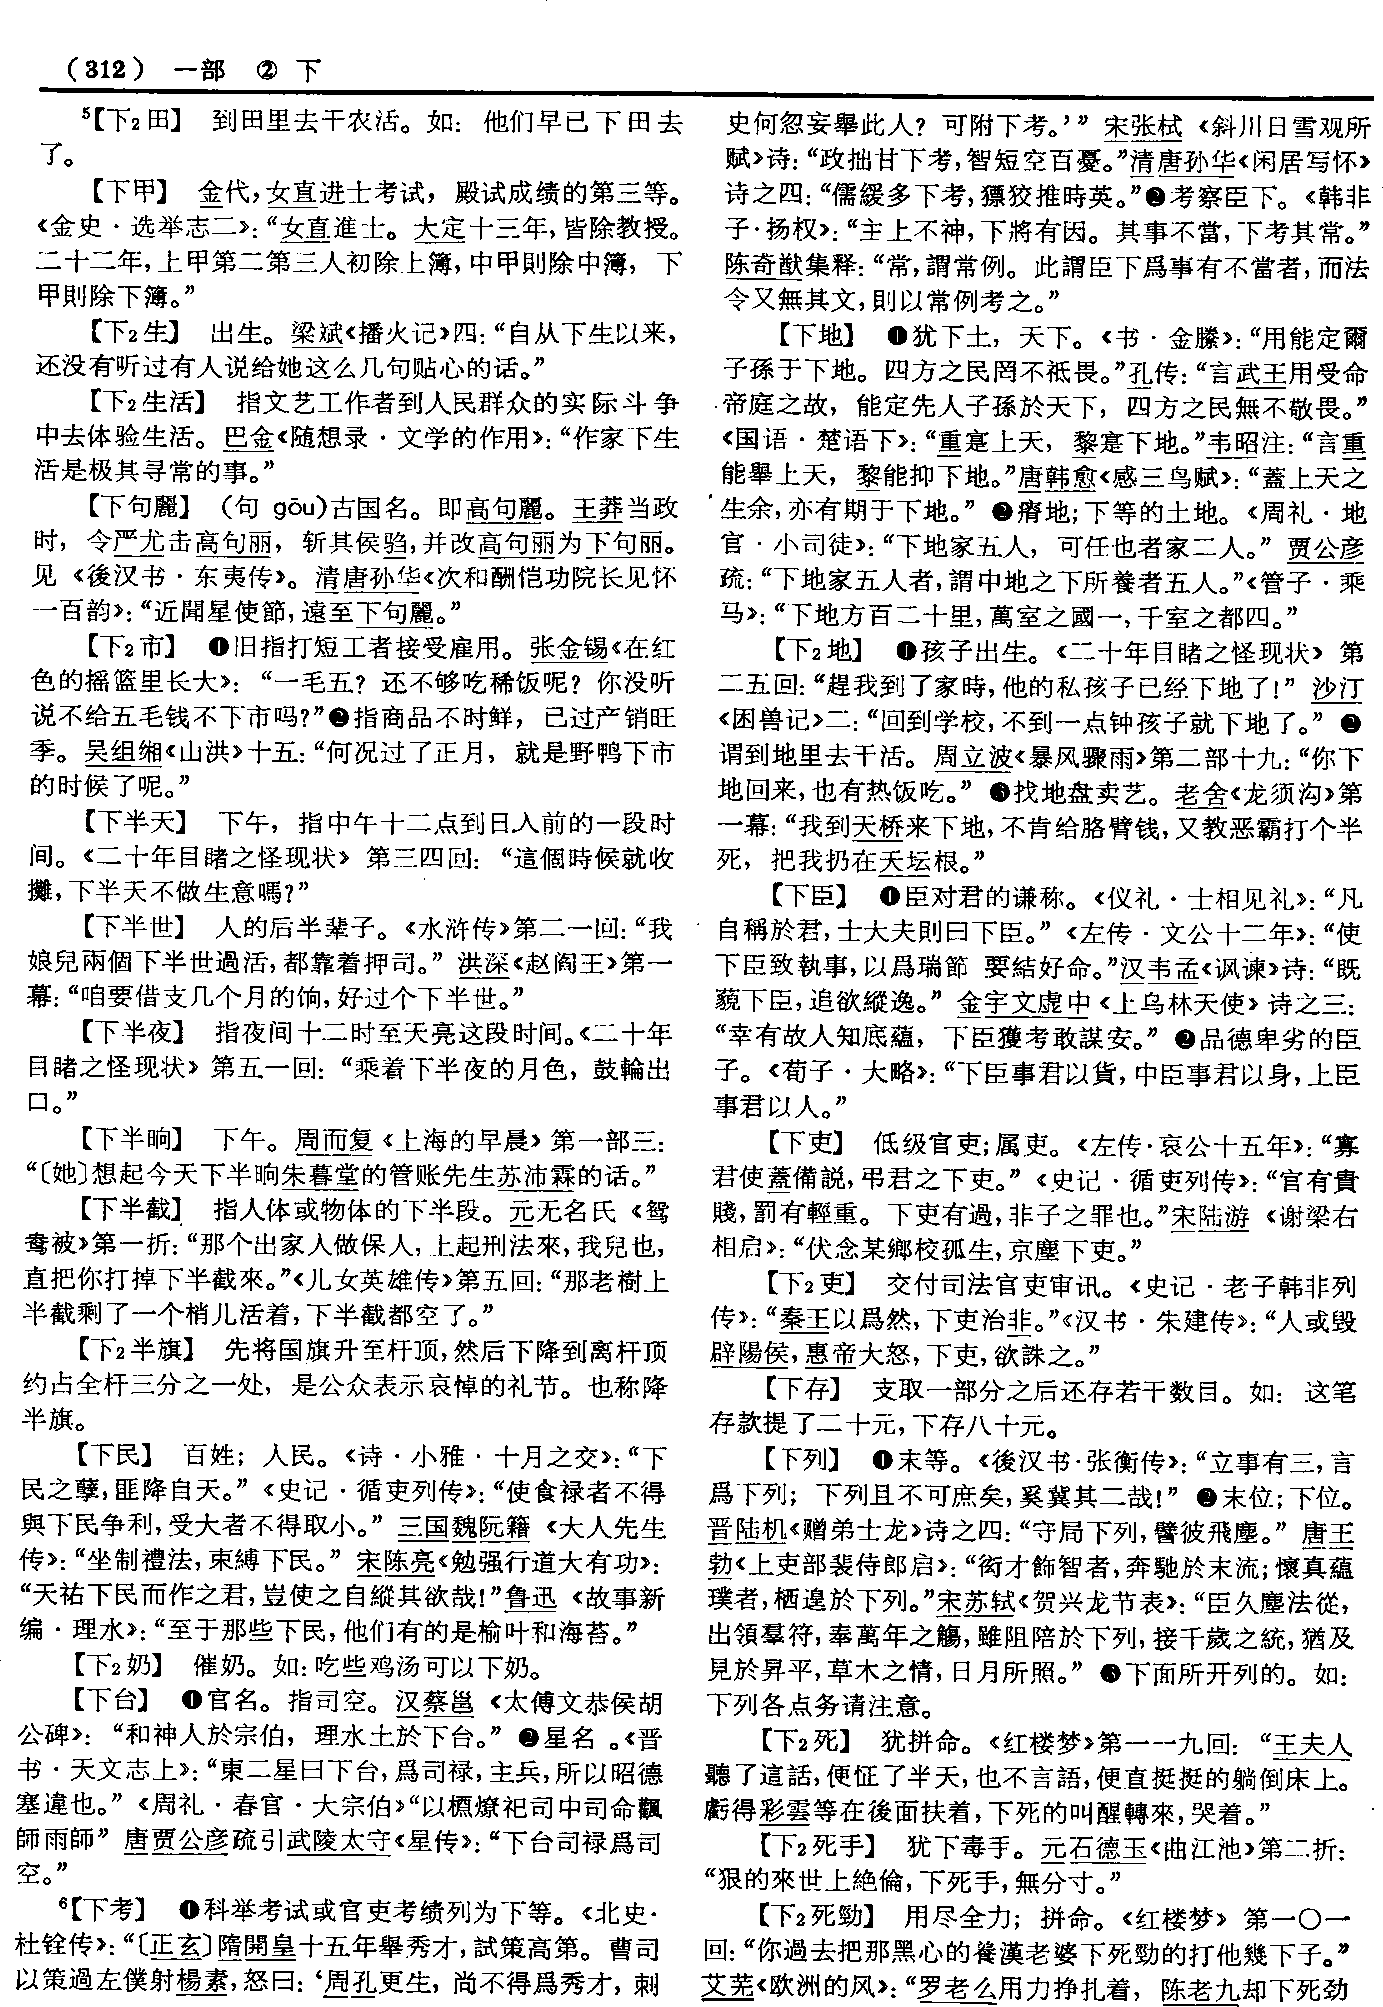 (312) 一部 ② 下
⁵【下₂田】 到田里去干农活。如：他们早已下田去
了。
【下甲】 金代，女直进士考试，殿试成绩的第三等。
《金史·选举志二》：“女直進士。大定十三年，皆除教授。
二十二年，上甲第二第三人初除上簿，中甲則除中簿，下
甲則除下簿。”
【下₂生】 出生。梁斌《播火记》四：“自从下生以来，
还没有听过有人说给她这么几句贴心的话。”
【下₂生活】 指文艺工作者到人民群众的实际斗争
中去体验生活。巴金《随想录·文学的作用》：“作家下生
活是极其寻常的事。”
【下句麗】 (句 gōu)古国名。即高句麗。王莽当政
时，令严尤击高句丽，斩其侯驺，并改高句丽为下句丽。
见《後汉书·东夷传》。清唐孙华《次和酬恺功院长见怀
一百韵》：“近聞星使節，遠至下句麗。”
【下₂市】 ❶旧指打短工者接受雇用。张金锡《在红
色的摇篮里长大》：“一毛五？还不够吃稀饭呢？你没听
说不给五毛钱不下市吗？”❷指商品不时鲜，已过产销旺
季。吴组缃《山洪》十五：“何况过了正月，就是野鸭下市
的时候了呢。”
【下半天】 下午，指中午十二点到日入前的一段时
间。《二十年目睹之怪现状》第三四回：“這個時候就收
攤，下半天不做生意嗎？”
【下半世】 人的后半辈子。《水浒传》第二一回：“我
娘兒兩個下半世過活，都靠着押司。”洪深《赵阎王》第一
幕：“咱要借支几个月的饷，好过个下半世。”
【下半夜】 指夜间十二时至天亮这段时间。《二十年
目睹之怪现状》第五一回：“乘着下半夜的月色，鼓輪出
口。”
【下半晌】 下午。周而复《上海的早晨》第一部三：
“〔她〕想起今天下半晌朱暮堂的管账先生苏沛霖的话。”
【下半截】 指人体或物体的下半段。元无名氏《鸳
鸯被》第一折：“那个出家人做保人，上起刑法來，我兒也，
直把你打掉下半截來。”《儿女英雄传》第五回：“那老樹上
半截剩了一个梢儿活着，下半截都空了。”
【下₂半旗】 先将国旗升至杆顶，然后下降到离杆顶
约占全杆三分之一处，是公众表示哀悼的礼节。也称降
半旗。
【下民】 百姓；人民。《诗·小雅·十月之交》：“下
民之孽，匪降自天。”《史记·循吏列传》：“使食禄者不得
與下民争利，受大者不得取小。”三国魏阮籍《大人先生
传》：“坐制禮法，束縛下民。”宋陈亮《勉强行道大有功》：
“天祐下民而作之君，豈使之自縱其欲哉！”鲁迅《故事新
编·理水》：“至于那些下民，他们有的是榆叶和海苔。”
【下₂奶】 催奶。如：吃些鸡汤可以下奶。
【下台】 ❶官名。指司空。汉蔡邕《太傅文恭侯胡
公碑》：“和神人於宗伯，理水土於下台。”❷星名。《晋
书·天文志上》：“東二星曰下台，爲司禄，主兵，所以昭德
塞違也。”《周礼·春官·大宗伯》“以槱燎祀司中司命飌
師雨師”唐贾公彦疏引武陵太守《星传》：“下台司禄爲司
空。”
⁶【下考】 ❶科举考试或官吏考绩列为下等。《北史·
杜铨传》：“〔正玄〕隋開皇十五年舉秀才，試策高第。曹司
以策過左僕射楊素，怒曰：‘周孔更生，尚不得爲秀才，刺
史何忽妄舉此人？可附下考。’”宋张栻《斜川日雪观所
赋》诗：“政拙甘下考，智短空百憂。”清唐孙华《闲居写怀》
诗之四：“儒緩多下考，獧狡推時英。”❷考察臣下。《韩非
子·扬权》：“主上不神，下將有因。其事不當，下考其常。”
陈奇猷集释：“常，謂常例。此謂臣下爲事有不當者，而法
令又無其文，則以常例考之。”
【下地】 ❶犹下土，天下。《书·金縢》：“用能定爾
子孫于下地。四方之民罔不祗畏。”孔传：“言武王用受命
帝庭之故，能定先人子孫於天下，四方之民無不敬畏。”
《国语·楚语下》：“重寔上天，黎寔下地。”韦昭注：“言重
能舉上天，黎能抑下地。”唐韩愈《感二鸟赋》：“蓋上天之
生余，亦有期于下地。”❷瘠地；下等的土地。《周礼·地
官·小司徒》：“下地家五人，可任也者家二人。”贾公彦
疏：“下地家五人者，謂中地之下所養者五人。”《管子·乘
马》：“下地方百二十里，萬室之國一，千室之都四。”
【下₂地】 ❶孩子出生。《二十年目睹之怪现状》第
二五回：“趕我到了家時，他的私孩子已经下地了！”沙汀
《困兽记》二：“回到学校，不到一点钟孩子就下地了。”❷
谓到地里去干活。周立波《暴风骤雨》第二部十九：“你下
地回来，也有热饭吃。”❸找地盘卖艺。老舍《龙须沟》第
一幕：“我到天桥来下地，不肯给胳臂钱，又教恶霸打个半
死，把我扔在天坛根。”
【下臣】 ❶臣对君的谦称。《仪礼·士相见礼》：“凡
自稱於君，士大夫則曰下臣。”《左传·文公十二年》：“使
下臣致執事，以爲瑞節 要結好命。”汉韦孟《讽谏》诗：“既
藐下臣，追欲縱逸。”金宇文虚中《上乌林天使》诗之三：
“幸有故人知底蘊，下臣獲考敢謀安。”❷品德卑劣的臣
子。《荀子·大略》：“下臣事君以貨，中臣事君以身，上臣
事君以人。”
【下吏】 低级官吏；属吏。《左传·哀公十五年》：“寡
君使蓋備説，弔君之下吏。”《史记·循吏列传》：“官有貴
賤，罰有輕重。下吏有過，非子之罪也。”宋陆游《谢梁右
相启》：“伏念某鄉校孤生，京塵下吏。”
【下₂吏】 交付司法官吏审讯。《史记·老子韩非列
传》：“秦王以爲然，下吏治非。”《汉书·朱建传》：“人或毁
辟陽侯，惠帝大怒，下吏，欲誅之。”
【下存】 支取一部分之后还存若干数目。如：这笔
存款提了二十元，下存八十元。
【下列】 ❶末等。《後汉书·张衡传》：“立事有三，言
爲下列；下列且不可庶矣，奚冀其二哉！”❷末位；下位。
晋陆机《赠弟士龙》诗之四：“守局下列，譬彼飛塵。”唐王
勃《上吏部裴侍郎启》：“衒才飾智者，奔馳於末流；懷真蘊
璞者，栖遑於下列。”宋苏轼《贺兴龙节表》：“臣久塵法從，
出領羣符，奉萬年之觴，雖阻陪於下列，接千歲之統，猶及
見於昇平，草木之情，日月所照。”❸下面所开列的。如：
下列各点务请注意。
【下₂死】 犹拼命。《红楼梦》第一一九回：“王夫人
聽了這話，便怔了半天，也不言語，便直挺挺的躺倒床上。
虧得彩雲等在後面扶着，下死的叫醒轉來，哭着。”
【下₂死手】 犹下毒手。元石德玉《曲江池》第二折：
“狠的來世上絶倫，下死手，無分寸。”
【下₂死勁】 用尽全力；拼命。《红楼梦》第一〇一
回：“你過去把那黑心的養漢老婆下死勁的打他幾下子。”
艾芜《欧洲的风》：“罗老么用力挣扎着，陈老九却下死劲